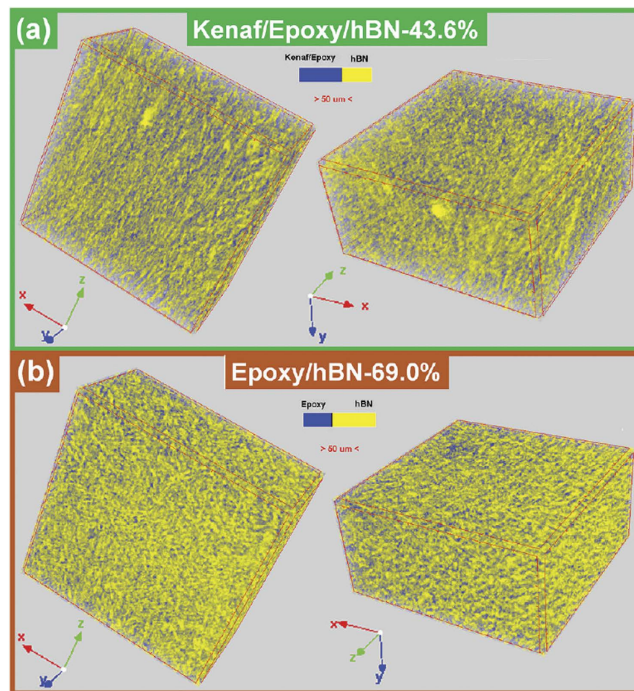 (a) Kenaf/Epoxy/hBN-43.6%
Kenaf/Epoxy hBN
> 50 um <
x z y
z x y
(b) Epoxy/hBN-69.0%
Epoxy hBN
> 50 um <
x z y
x z y